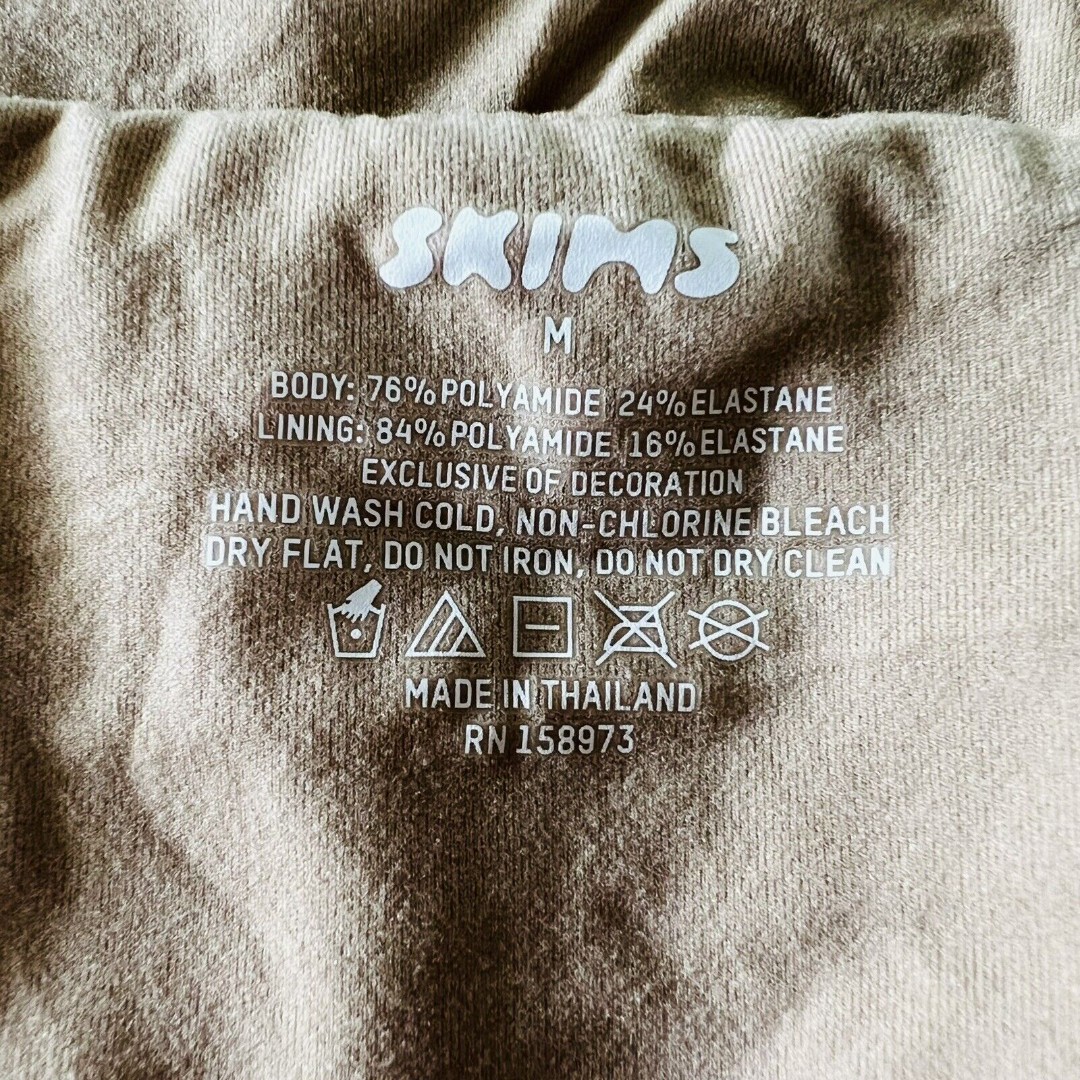 SKIMS
M
BODY: 76% POLYAMIDE 24% ELASTANE
LINING: 84% POLYAMIDE 16% ELASTANE
EXCLUSIVE OF DECORATION
HAND WASH COLD, NON-CHLORINE BLEACH
DRY FLAT, DO NOT IRON, DO NOT DRY CLEAN
MADE IN THAILAND
RN 158973